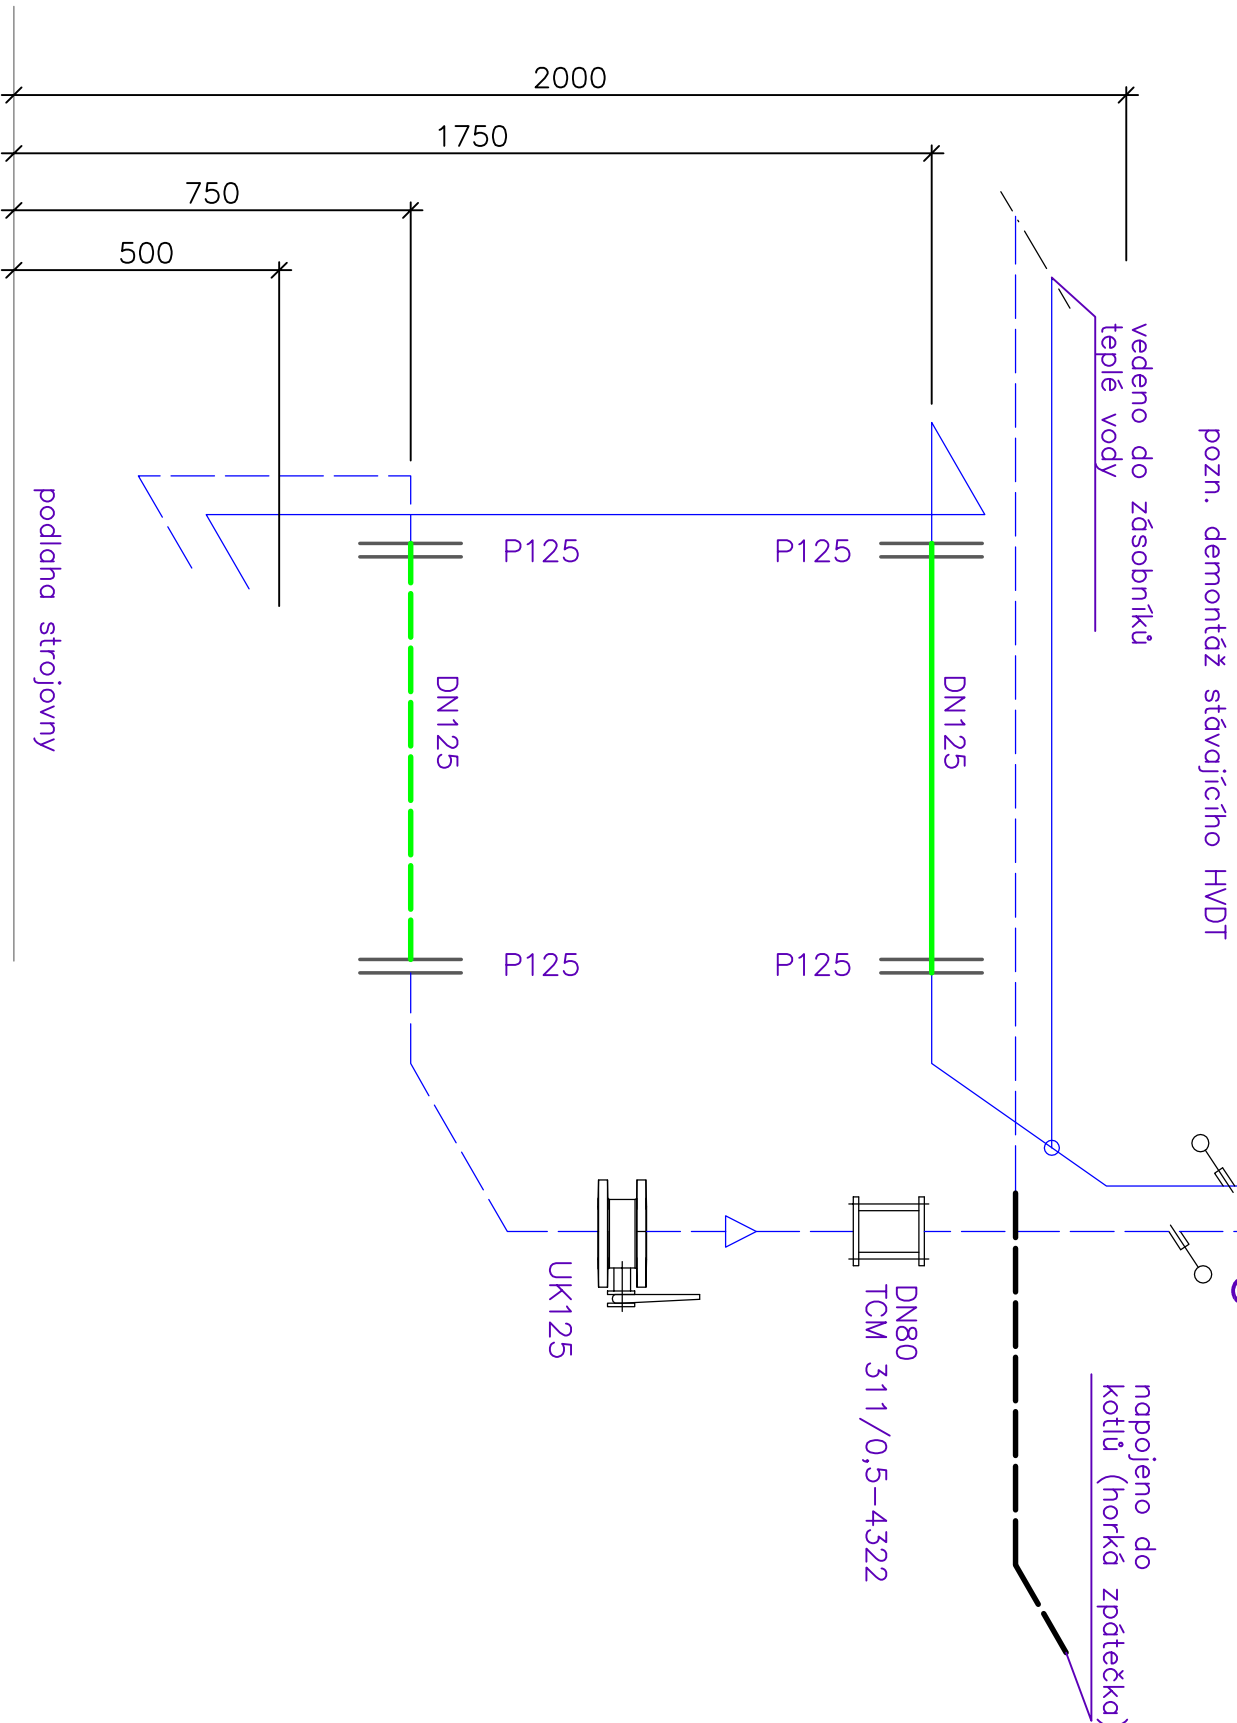 2000
1750
750
500
pozn. demontáž stávajícího HVDT
vedeno do zásobníků
teplé vody
podlaha strojovny
P125
P125
DN125
DN125
P125
P125
UK125
DN80
TCM 311/0,5-4322
napojeno do
kotlů (horká zpátečka)